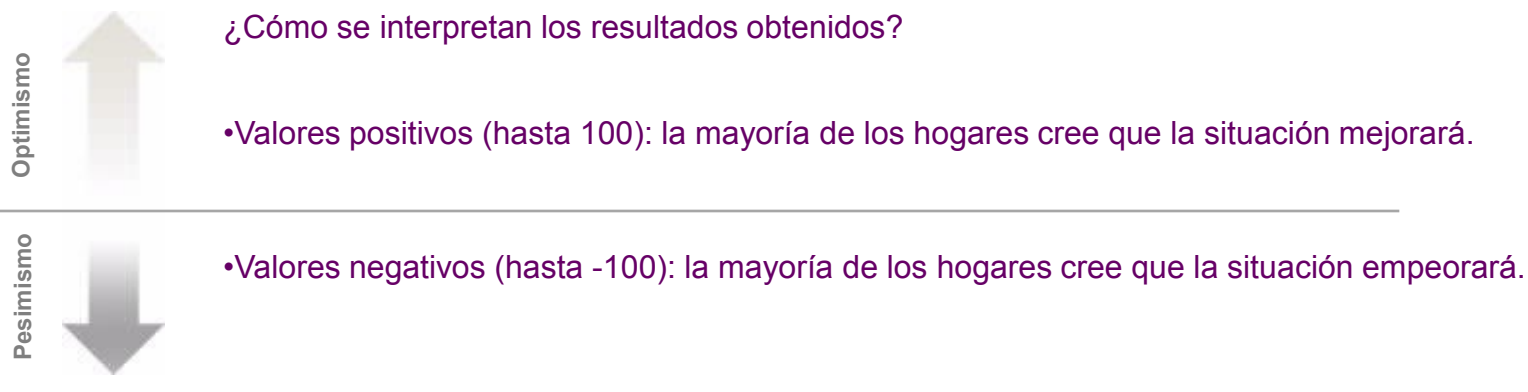 ¿Cómo se interpretan los resultados obtenidos?
Optimismo
•Valores positivos (hasta 100): la mayoría de los hogares cree que la situación mejorará.
Pesimismo
•Valores negativos (hasta -100): la mayoría de los hogares cree que la situación empeorará.